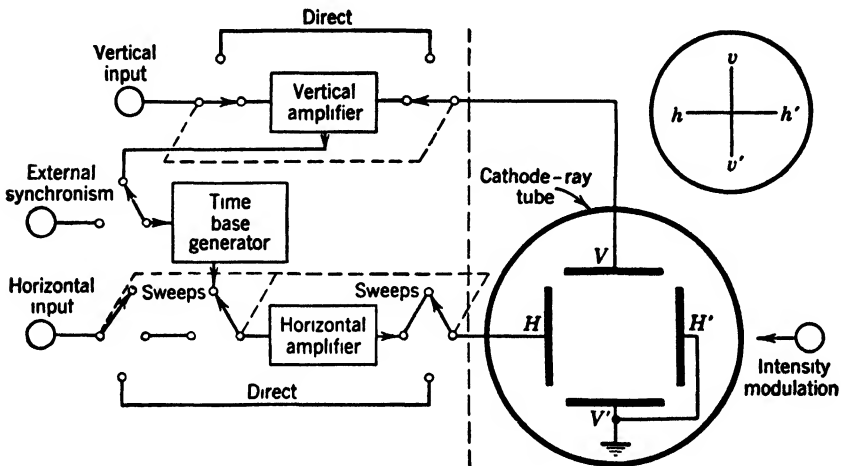 Direct
Vertical
input
Vertical
amplifier
v
h
h'
v'
External
synchronism
Cathode-ray
tube
Time
base
generator
V
Horizontal
input
Sweeps
Sweeps
H
H'
Horizontal
amplifier
Intensity
modulation
Direct
V'